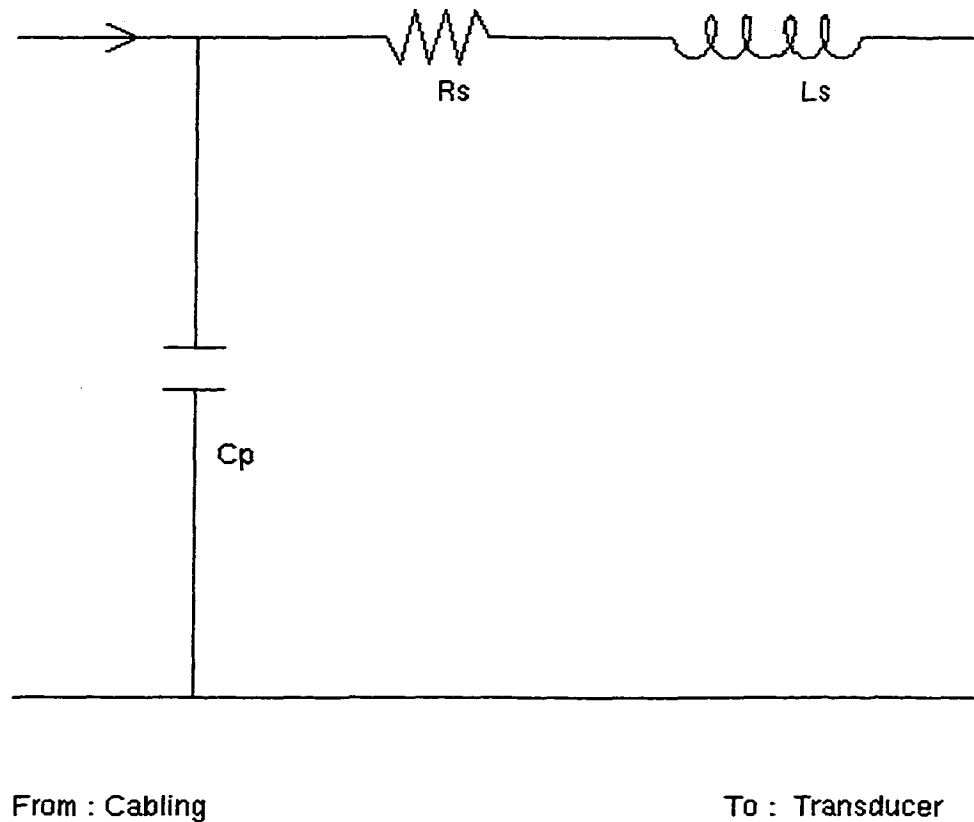 Rs
Ls
Cp
From : Cabling
To : Transducer